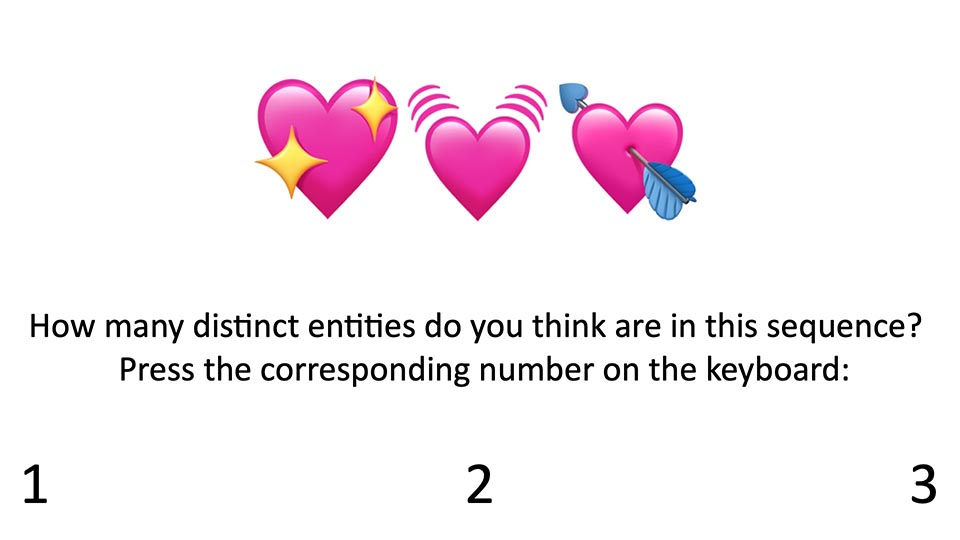 How many distinct entities do you think are in this sequence?
Press the corresponding number on the keyboard:
1 2 3